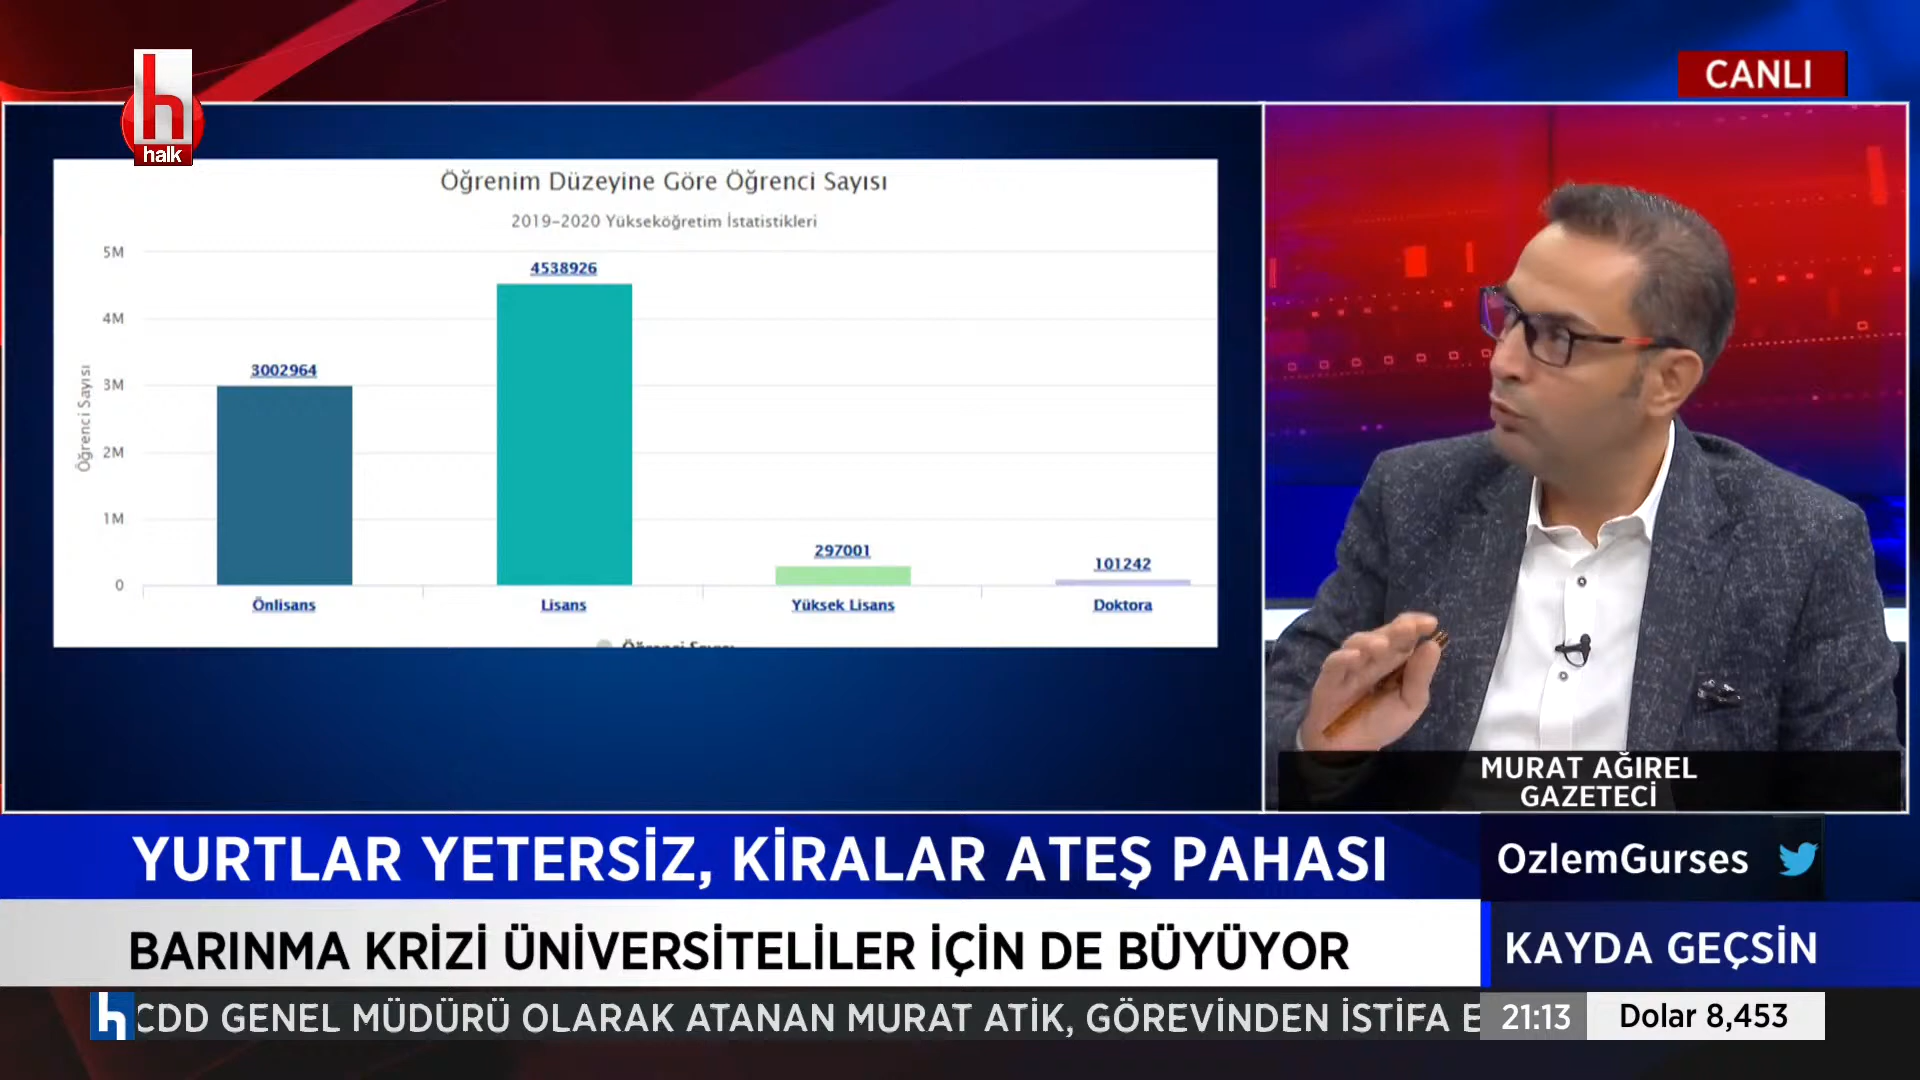 h
halk
CANLI
Öğrenim Düzeyine Göre Öğrenci Sayısı
2019-2020 Yükseköğretim İstatistikleri
Öğrenci Sayısı
5M
4M
3M
2M
1M
0
3002964
4538926
297001
101242
Önlisans
Lisans
Yüksek Lisans
Doktora
Öğrenci Sayısı
MURAT AĞIREL
GAZETECİ
YURTLAR YETERSİZ, KİRALAR ATEŞ PAHASI
OzlemGurses
BARINMA KRİZİ ÜNİVERSİTELİLER İÇİN DE BÜYÜYOR
KAYDA GEÇSİN
h
CDD GENEL MÜDÜRÜ OLARAK ATANAN MURAT ATİK, GÖREVİNDEN İSTİFA E
21:13
Dolar 8,453